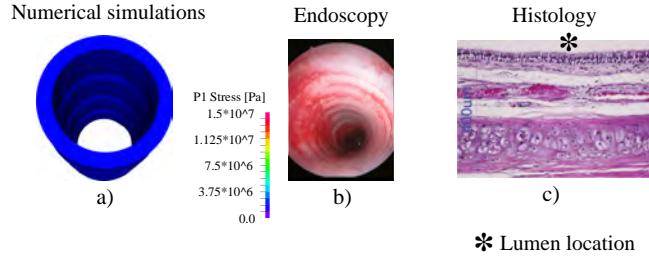 Numerical simulations
Endoscopy
Histology
*
P1 Stress [Pa]
1.5*10^7
1.125*10^7
7.5*10^6
3.75*10^6
0.0
a)
b)
c)
* Lumen location